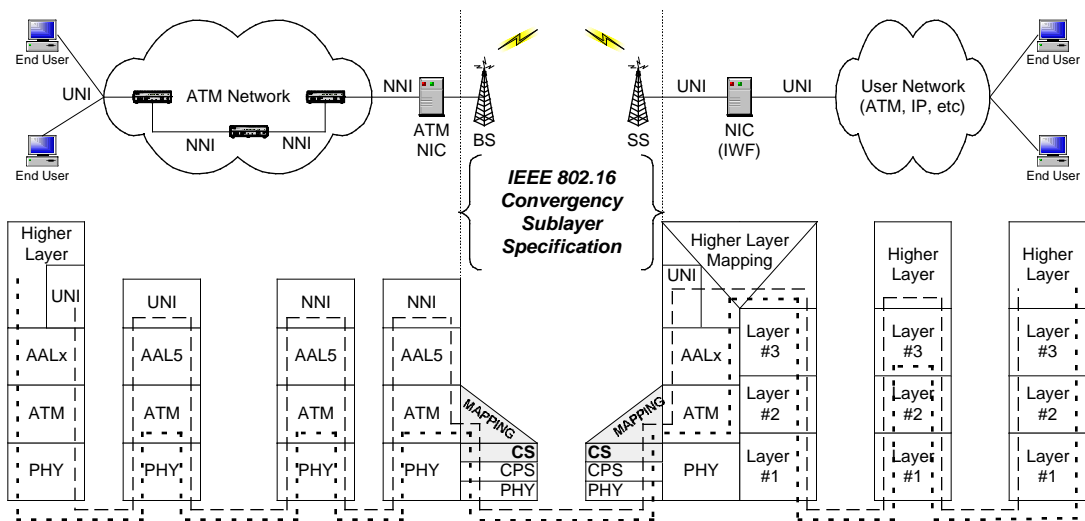 End User
UNI
ATM Network
NNI
NNI
NNI
ATM
NIC
BS
SS
UNI
NIC
(IWF)
UNI
User Network
(ATM, IP, etc)
End User
End User
End User
IEEE 802.16
Convergency
Sublayer
Specification
Higher
Layer
UNI
AALx
ATM
PHY
UNI
AAL5
ATM
PHY
NNI
AAL5
ATM
PHY
NNI
AAL5
ATM
PHY
MAPPING
CS
CPS
PHY
MAPPING
CS
CPS
PHY
Higher Layer
Mapping
UNI
AALx
ATM
PHY
Layer
#3
Layer
#2
Layer
#1
Higher
Layer
Layer
#3
Layer
#2
Layer
#1
Higher
Layer
Layer
#3
Layer
#2
Layer
#1